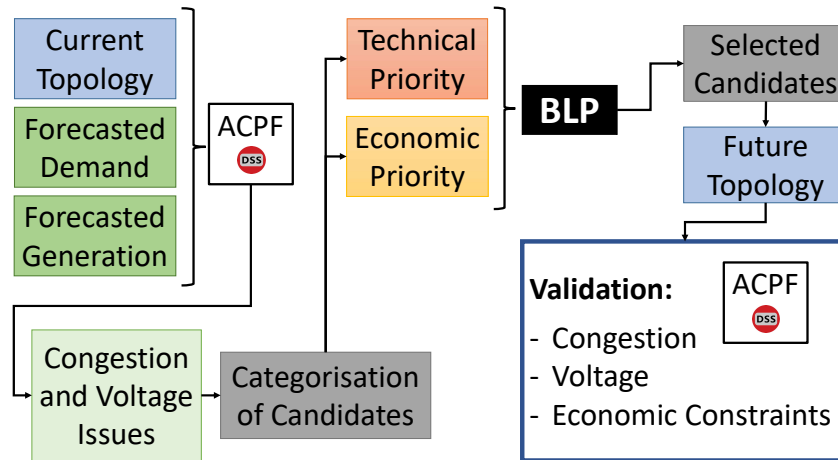 Current
Topology
Forecasted
Demand
Forecasted
Generation
ACPF
DSS
Congestion
and Voltage
Issues
Categorisation
of Candidates
Technical
Priority
Economic
Priority
BLP
Selected
Candidates
Future
Topology
Validation:
- Congestion
- Voltage
- Economic Constraints
ACPF
DSS